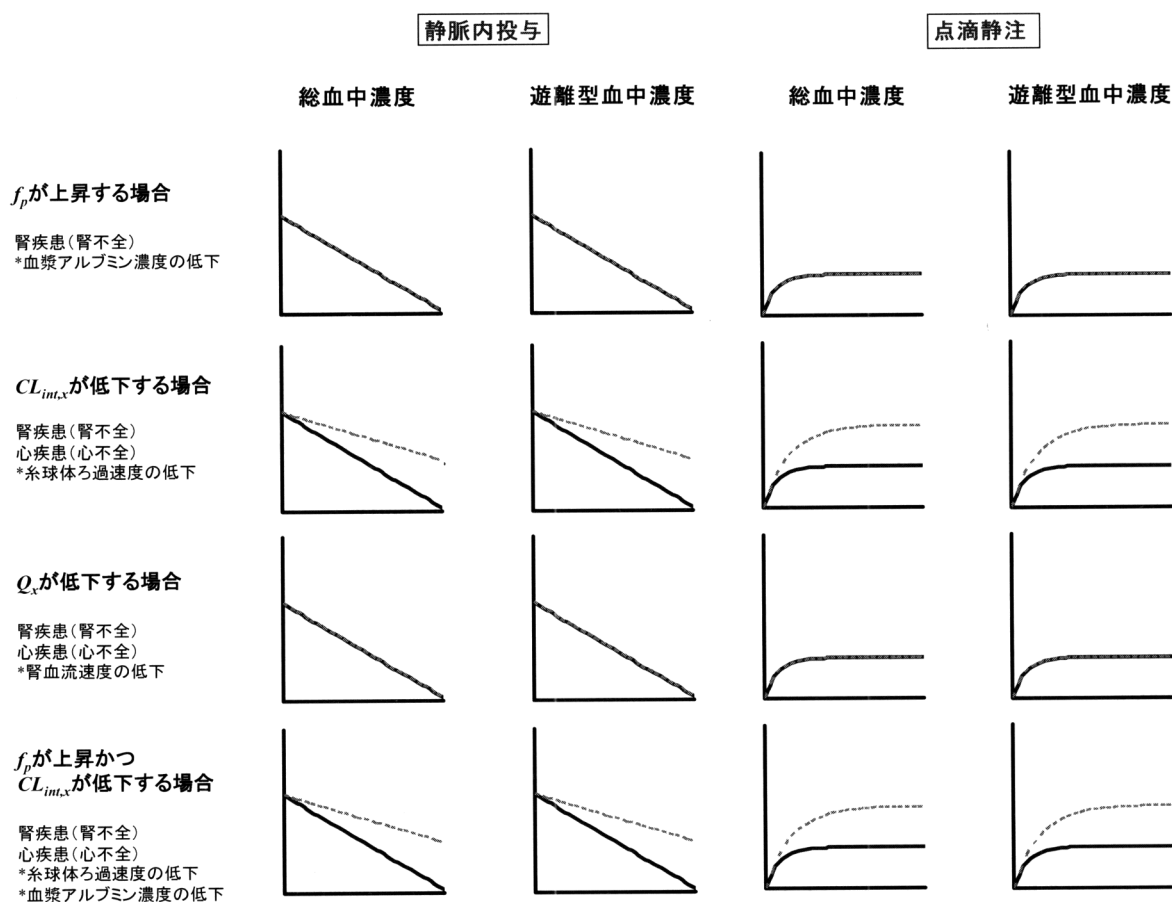 静脈内投与
点滴静注
総血中濃度
遊離型血中濃度
総血中濃度
遊離型血中濃度
fpが上昇する場合
腎疾患(腎不全)
*血漿アルブミン濃度の低下
CLint,xが低下する場合
腎疾患(腎不全)
心疾患(心不全)
*糸球体ろ過速度の低下
Qxが低下する場合
腎疾患(腎不全)
心疾患(心不全)
*腎血流速度の低下
fpが上昇かつ
CLint,xが低下する場合
腎疾患(腎不全)
心疾患(心不全)
*糸球体ろ過速度の低下
*血漿アルブミン濃度の低下